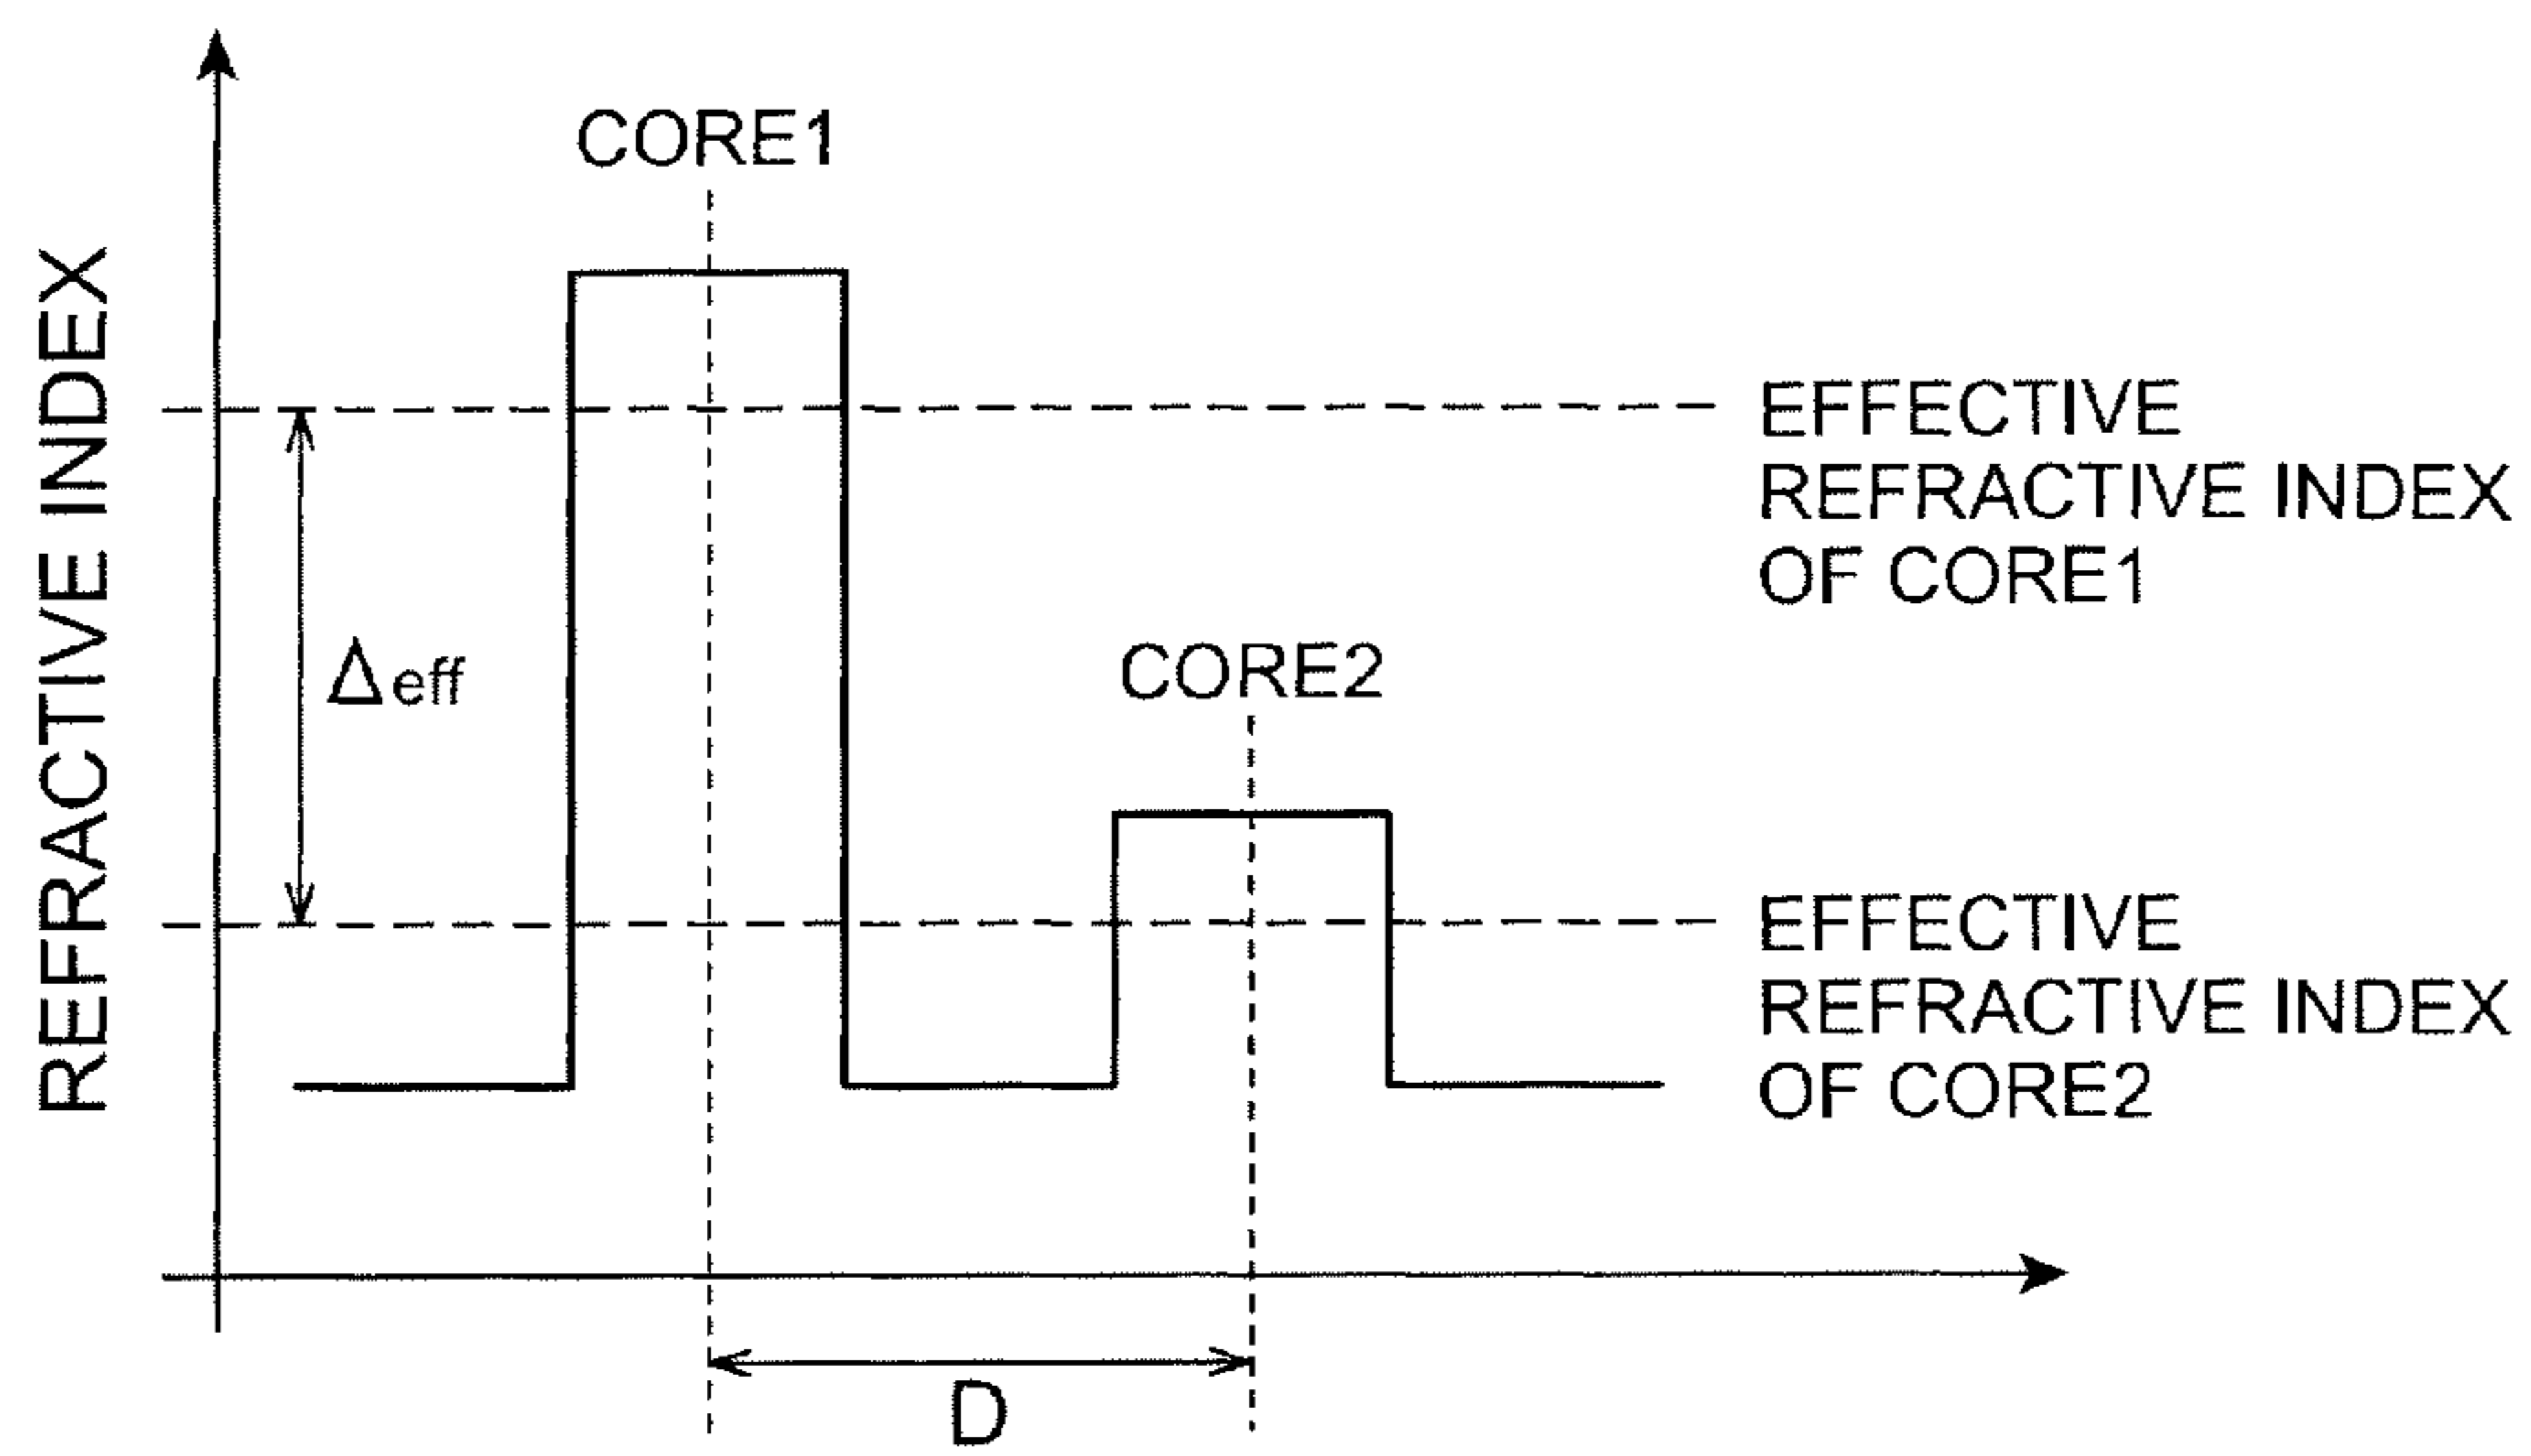 REFRACTIVE INDEX
CORE1
EFFECTIVE
REFRACTIVE INDEX
OF CORE1
Δeff
CORE2
EFFECTIVE
REFRACTIVE INDEX
OF CORE2
D